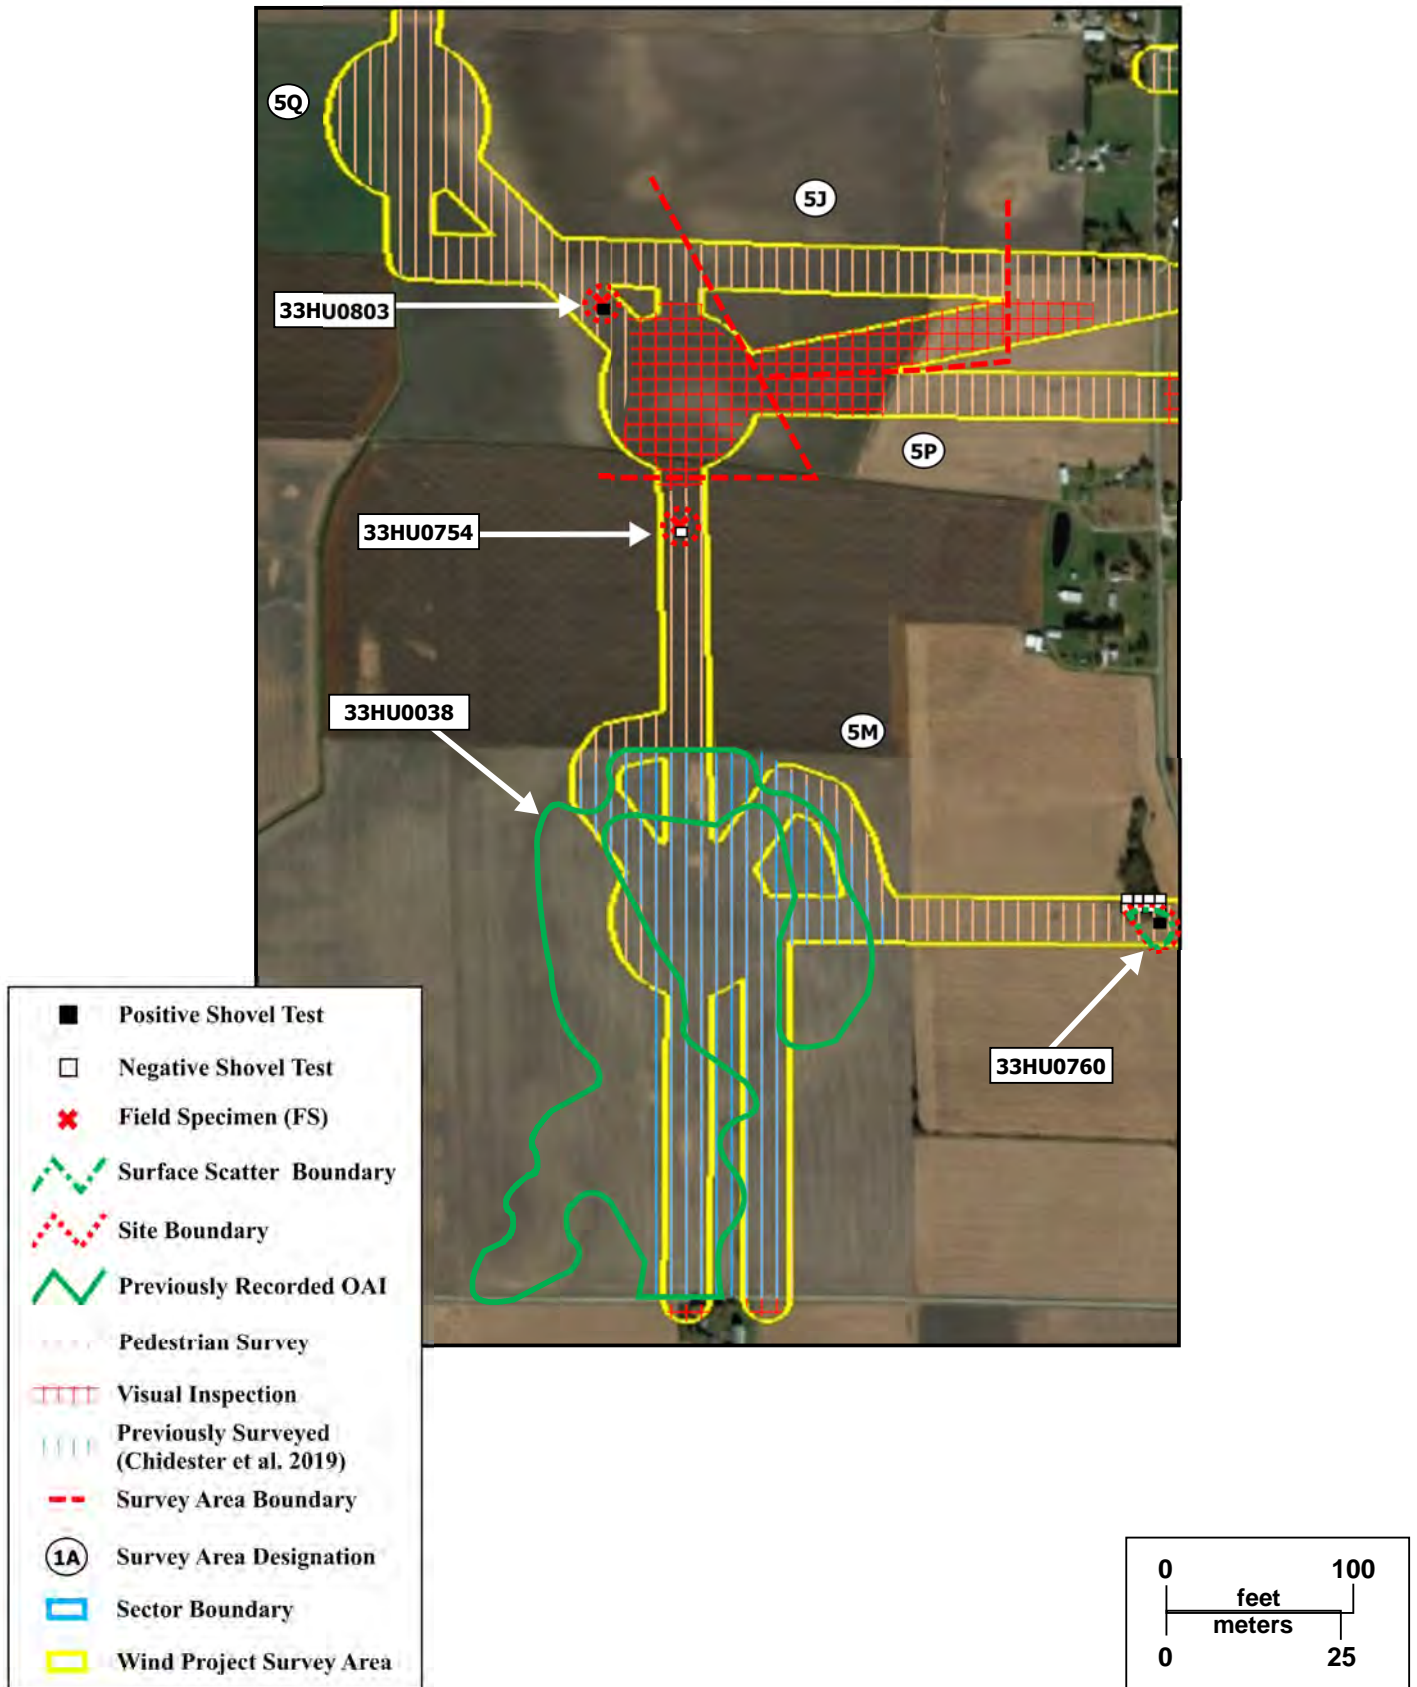 5Q
5J
33HU0803
5P
33HU0754
33HU0038
5M
33HU0760
Positive Shovel Test
Negative Shovel Test
Field Specimen (FS)
Surface Scatter Boundary
Site Boundary
Previously Recorded OAI
Pedestrian Survey
Visual Inspection
Previously Surveyed
(Chidester et al. 2019)
Survey Area Boundary
1A Survey Area Designation
Sector Boundary
Wind Project Survey Area
0 100
feet
meters
0 25